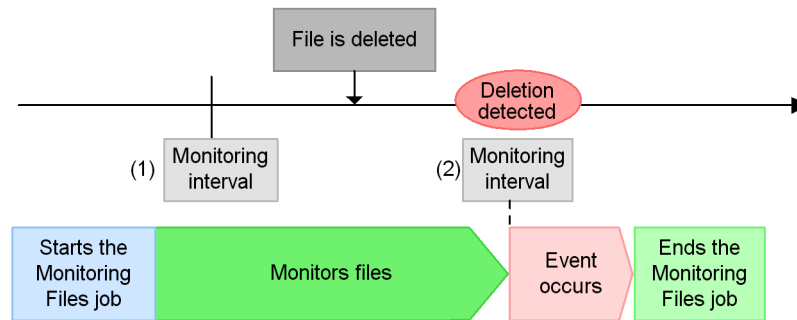 File is deleted
Deletion
detected
(1)
Monitoring
interval
(2)
Monitoring
interval
Starts the
Monitoring
Files job
Monitors files
Event
occurs
Ends the
Monitoring
Files job